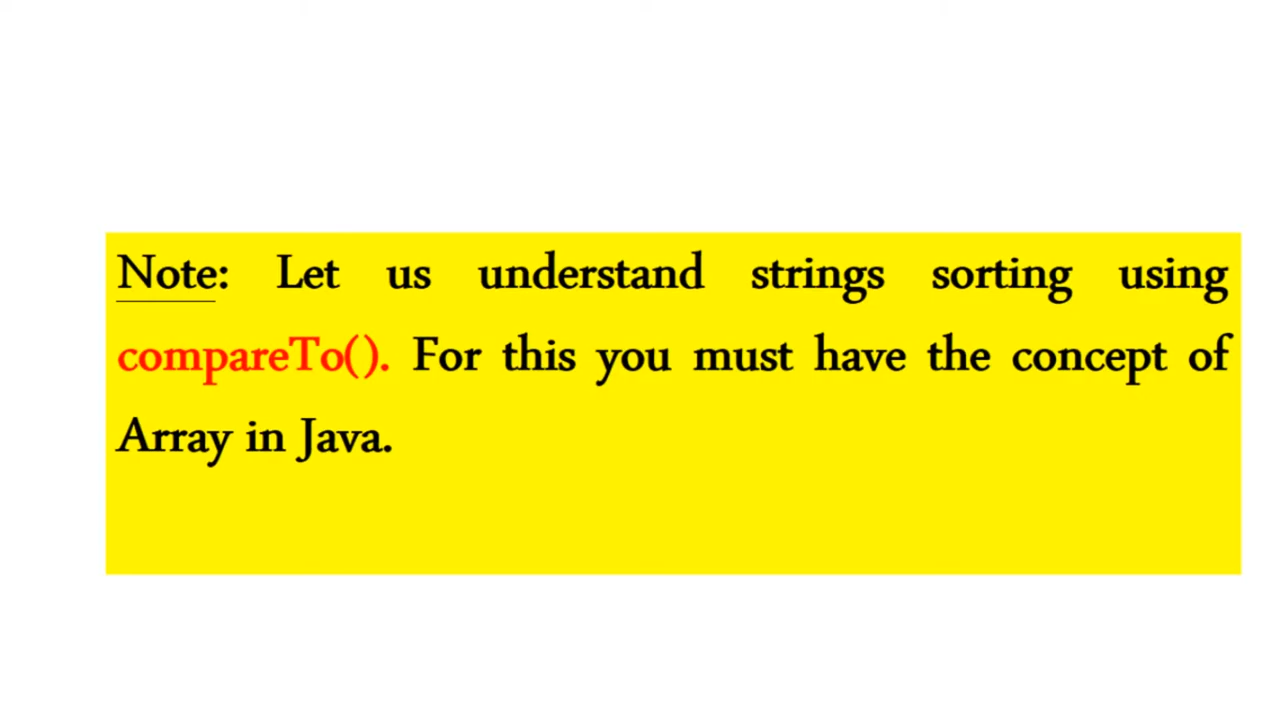 Note: Let us understand strings sorting using
compareTo(). For this you must have the concept of
Array in Java.